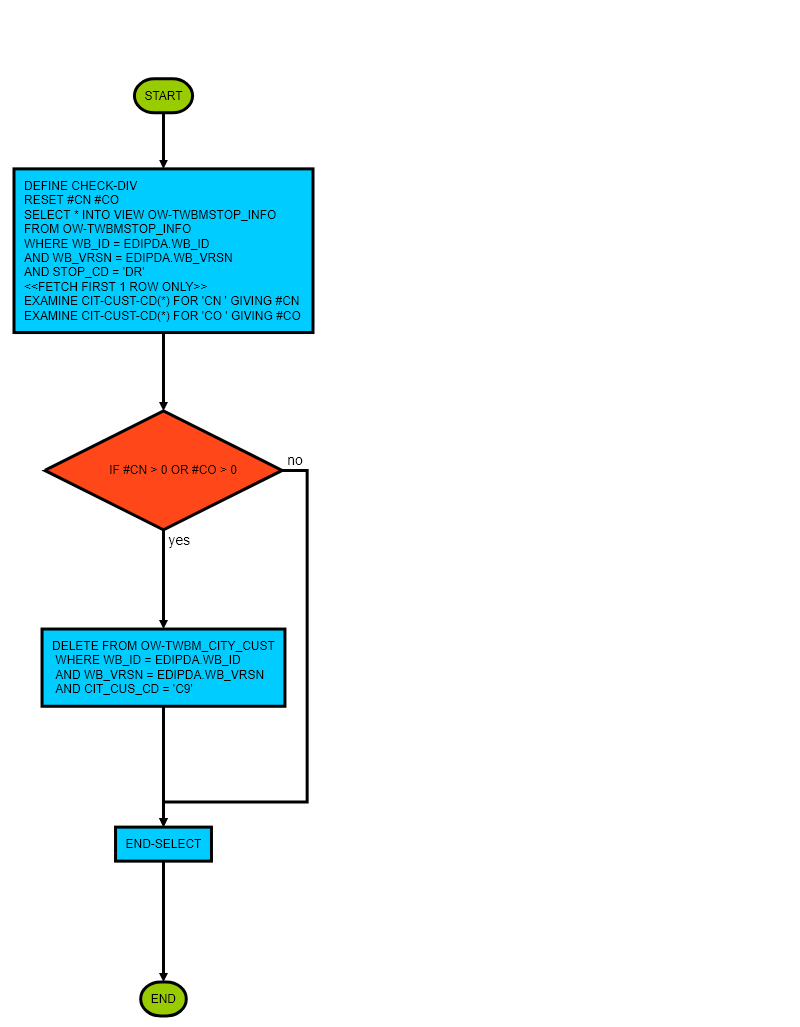 START
DEFINE CHECK-DIV
RESET #CN #CO
SELECT * INTO VIEW OW-TWBMSTOP_INFO
FROM OW-TWBMSTOP_INFO
WHERE WB_ID = EDIPDA.WB_ID
AND WB_VRSN = EDIPDA.WB_VRSN
AND STOP_CD = 'DR'
<<FETCH FIRST 1 ROW ONLY>>
EXAMINE CIT-CUST-CD(*) FOR 'CN ' GIVING #CN
EXAMINE CIT-CUST-CD(*) FOR 'CO ' GIVING #CO
IF #CN > 0 OR #CO > 0
no
yes
DELETE FROM OW-TWBM_CITY_CUST
WHERE WB_ID = EDIPDA.WB_ID
AND WB_VRSN = EDIPDA.WB_VRSN
AND CIT_CUS_CD = 'C9'
END-SELECT
END